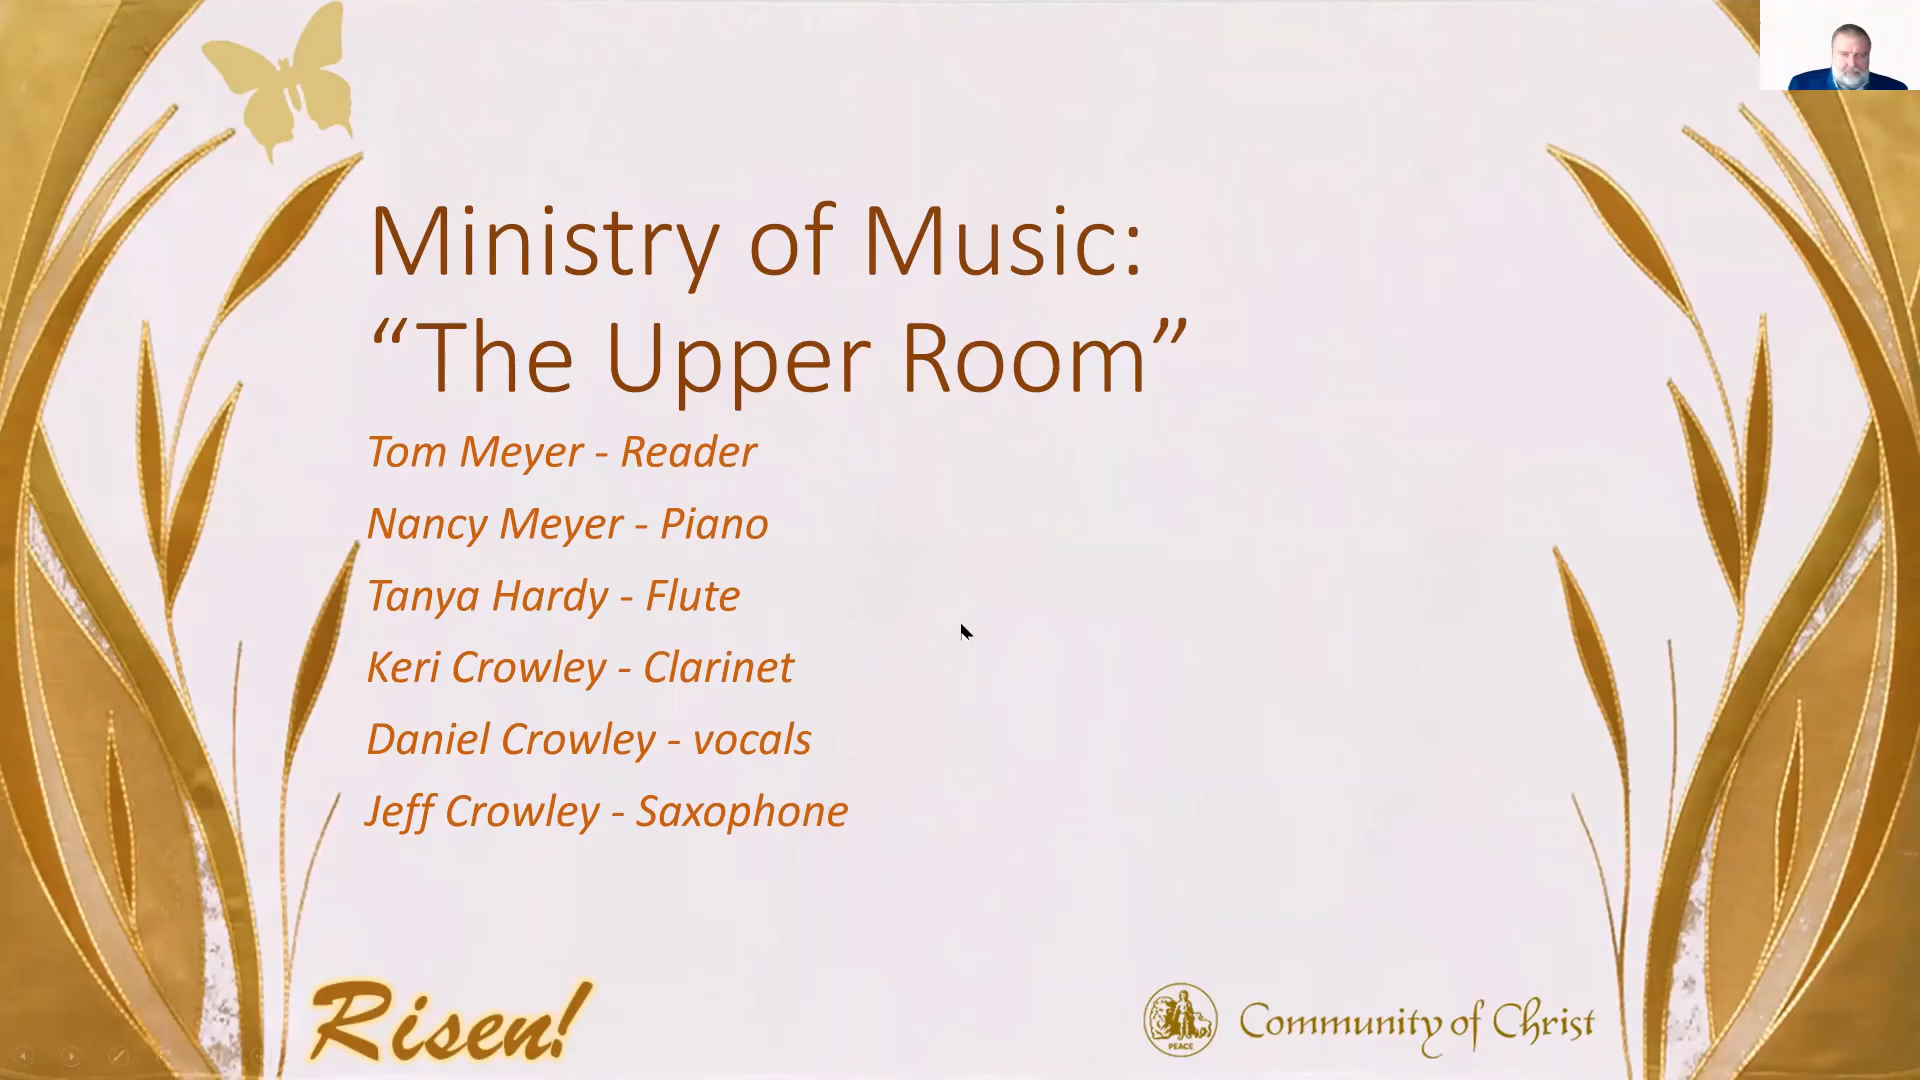 Ministry of Music:
“The Upper Room”
Tom Meyer - Reader
Nancy Meyer - Piano
Tanya Hardy - Flute
Keri Crowley - Clarinet
Daniel Crowley - vocals
Jeff Crowley - Saxophone
Risen!
PEACE
Community of Christ